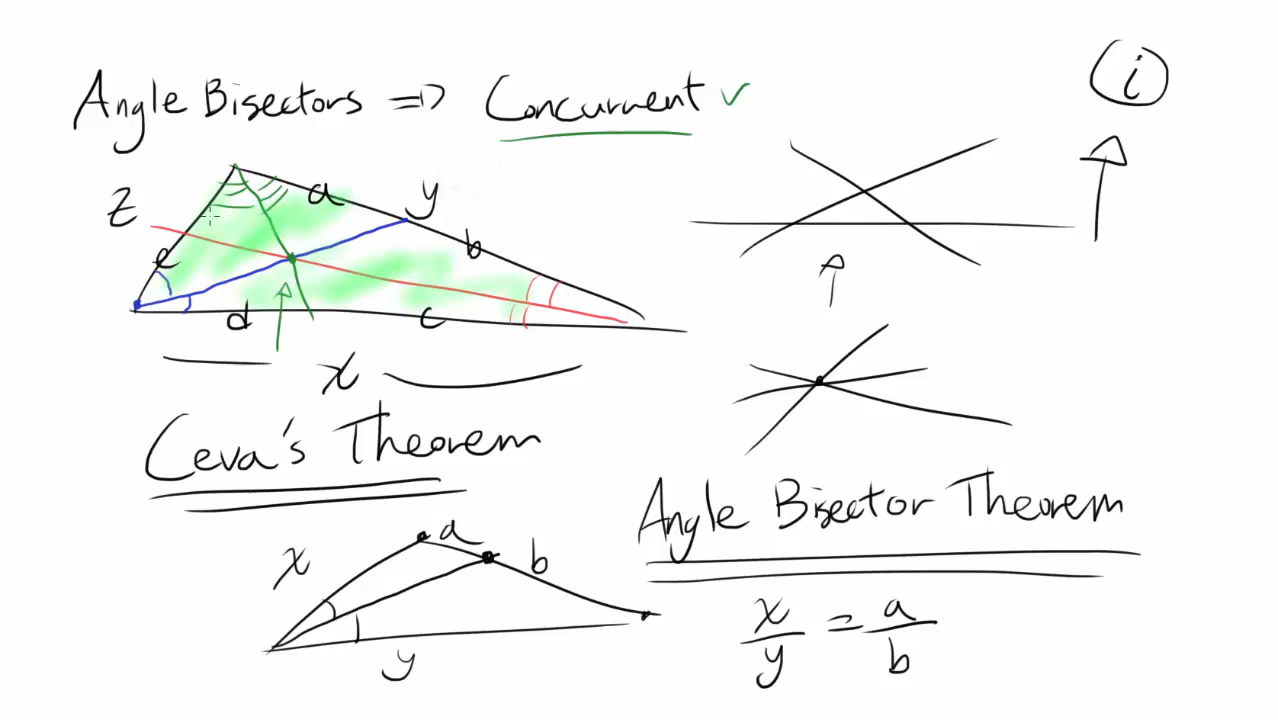 Angle Bisectors => Concurrent ✓
i
z
a
y
e
b
d
c
x
Ceva's Theorem
Angle Bisector Theorem
x
a
b
y
x/y = a/b